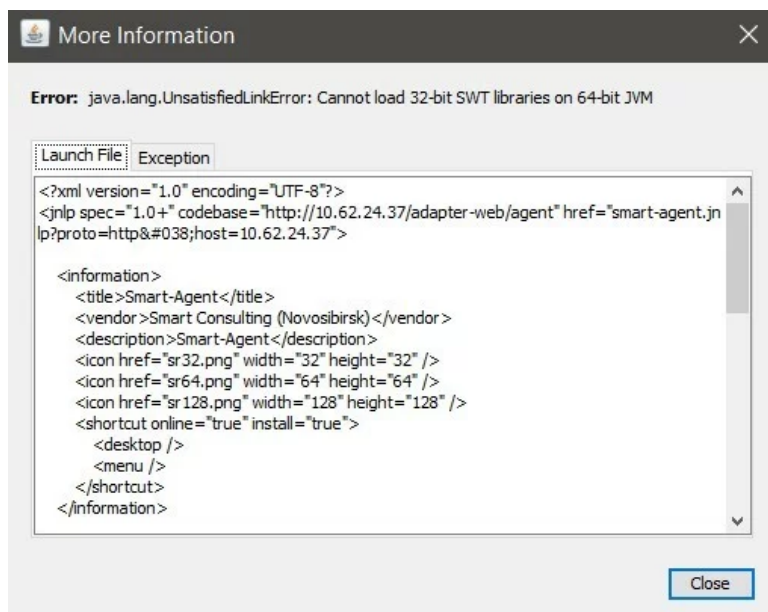 More Information
Error: java.lang.UnsatisfiedLinkError: Cannot load 32-bit SWT libraries on 64-bit JVM
Launch File Exception
<?xml version="1.0" encoding="UTF-8"?>
<jnlp spec="1.0+" codebase="http://10.62.24.37/adapter-web/agent" href="smart-agent.jn
lp?proto=http&#038;host=10.62.24.37">
<information>
<title>Smart-Agent</title>
<vendor>Smart Consulting (Novosibirsk)</vendor>
<description>Smart-Agent</description>
<icon href="sr32.png" width="32" height="32" />
<icon href="sr64.png" width="64" height="64" />
<icon href="sr128.png" width="128" height="128" />
<shortcut online="true" install="true">
<desktop />
<menu />
</shortcut>
</information>
Close